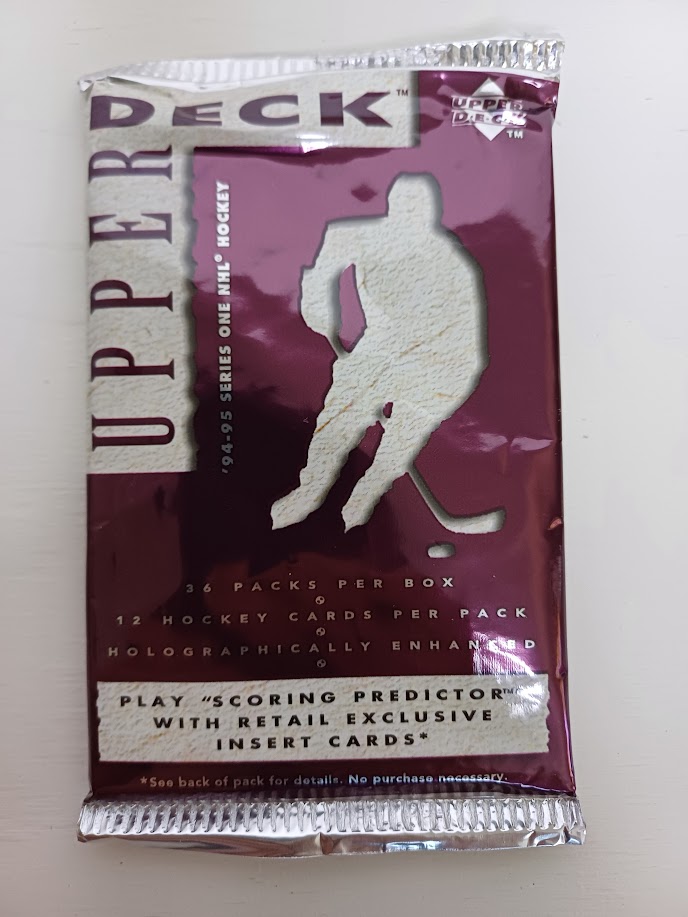 UPPER
DECK™
UPPER
D.E.C.K.
™
'94-95 SERIES ONE NHL® HOCKEY
36 PACKS PER BOX
12 HOCKEY CARDS PER PACK
HOLOGRAPHICALLY ENHANCED
PLAY “SCORING PREDICTOR™”
WITH RETAIL EXCLUSIVE
INSERT CARDS*
*See back of pack for details. No purchase necessary.